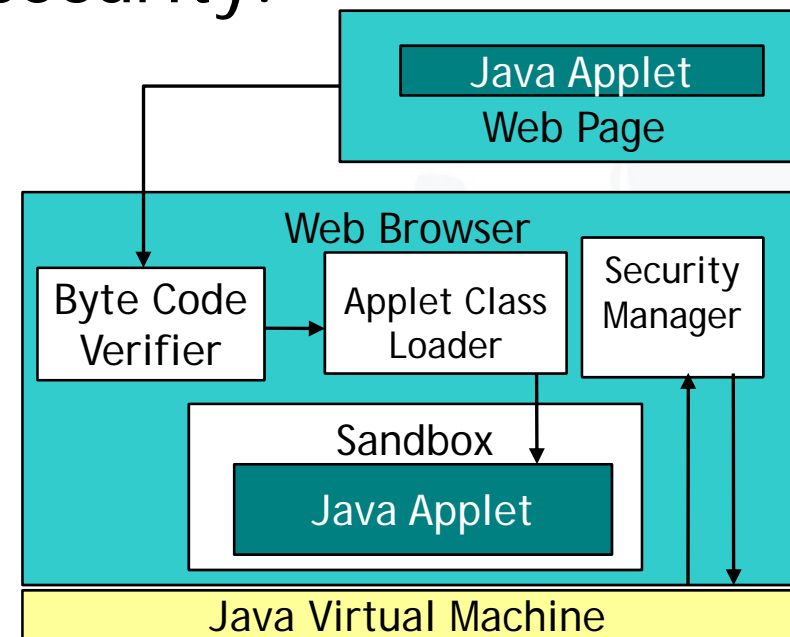 security.
Java Applet
Web Page
Web Browser
Byte Code
Verifier
Applet Class
Loader
Security
Manager
Sandbox
Java Applet
Java Virtual Machine